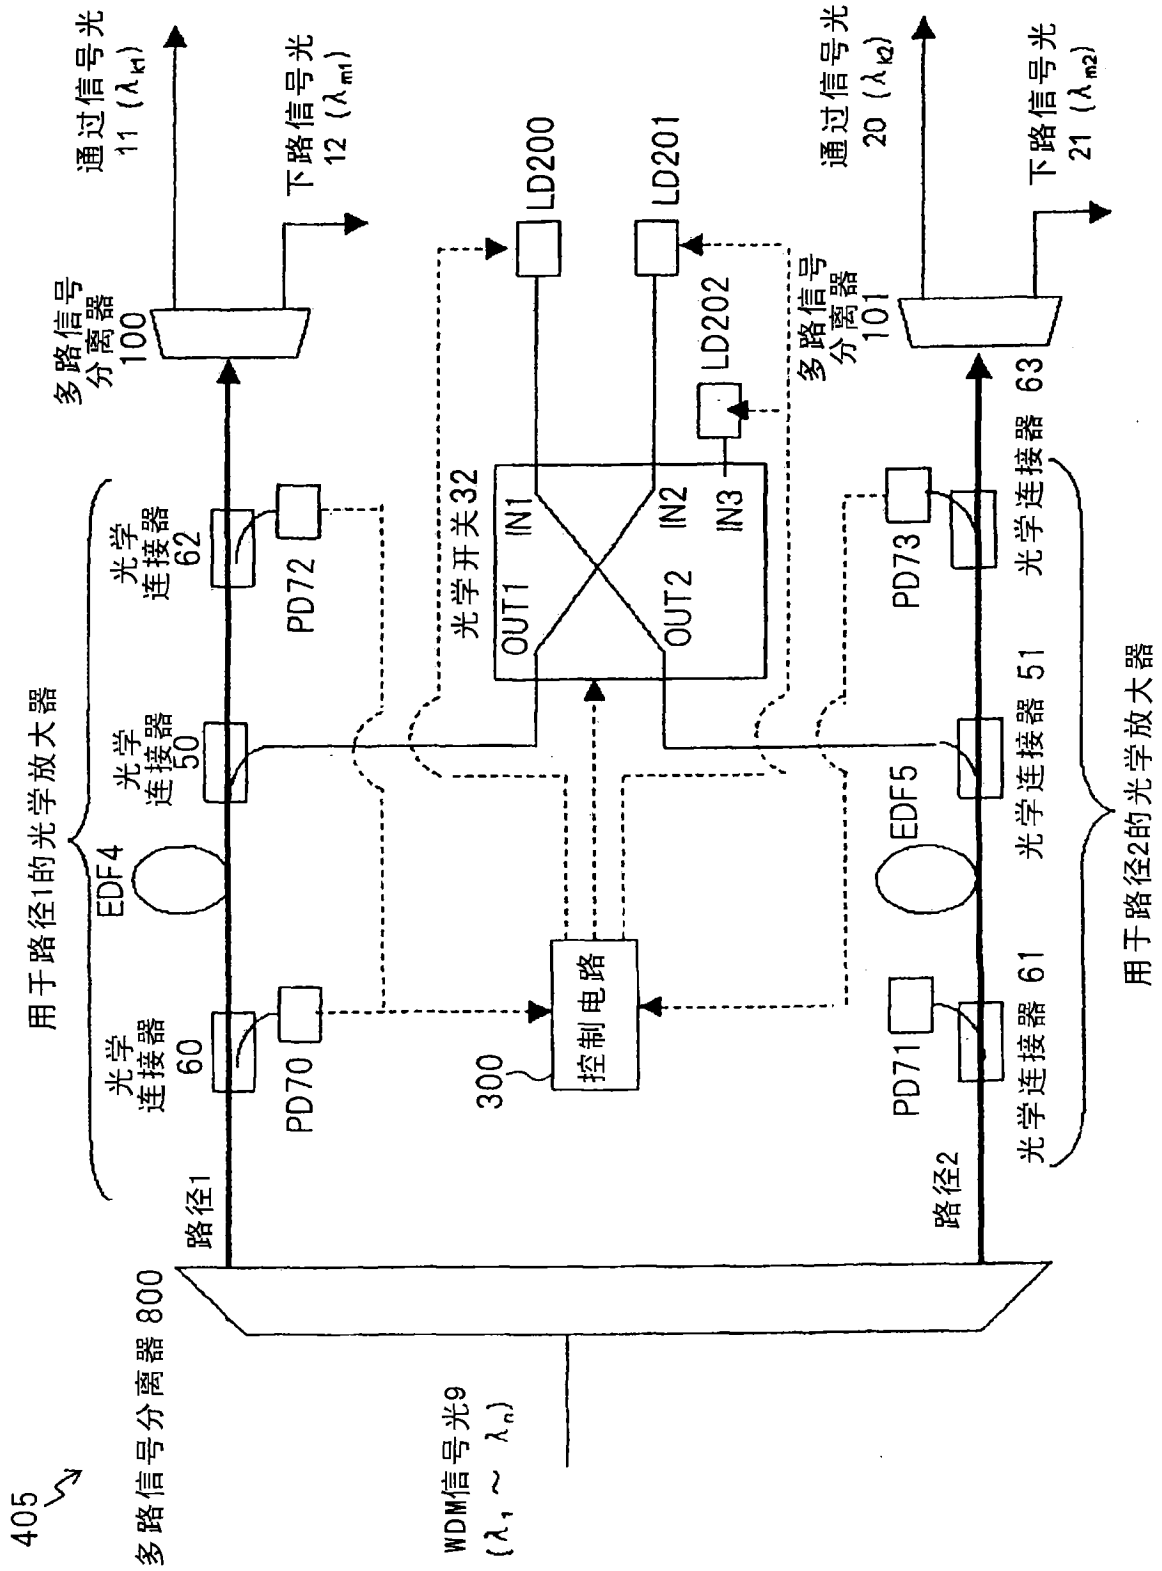 405
多路信号分离器 800
WDM信号光9
(λ₁ ~ λₙ)
用于路径1的光学放大器
路径1
光学
连接器
60
PD70
EDF4
光学
连接器
50
光学
连接器
62
PD72
多路信号
分离器
100
通过信号光
11 (λk1)
下路信号光
12 (λm1)
300
控制电路
光学开关32
OUT1
IN1
OUT2
IN2
IN3
LD200
LD201
LD202
路径2
PD71
光学连接器 61
EDF5
光学连接器 51
PD73
光学连接器 63
用于路径2的光学放大器
多路信号
分离器
101
通过信号光
20 (λk2)
下路信号光
21 (λm2)